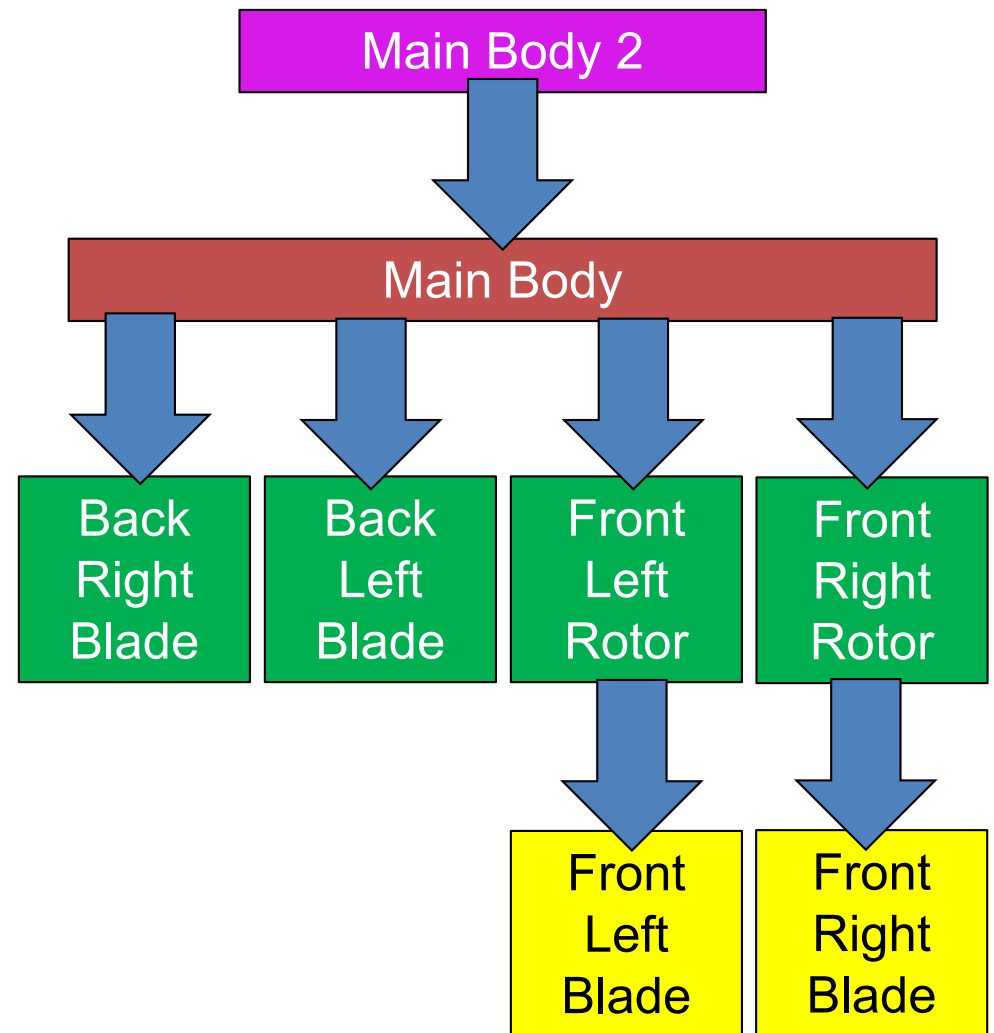 Main Body 2
Main Body
Back
Right
Blade
Back
Left
Blade
Front
Left
Rotor
Front
Right
Rotor
Front
Left
Blade
Front
Right
Blade